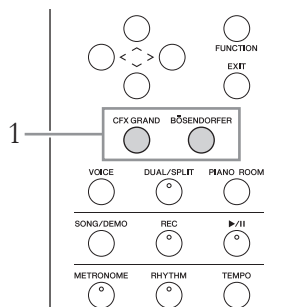 FUNCTION
EXIT
1
CFX GRAND BÖSENDORFER
VOICE DUAL/SPLIT PIANO ROOM
SONG/DEMO REC ►/II
METRONOME RHYTHM TEMPO